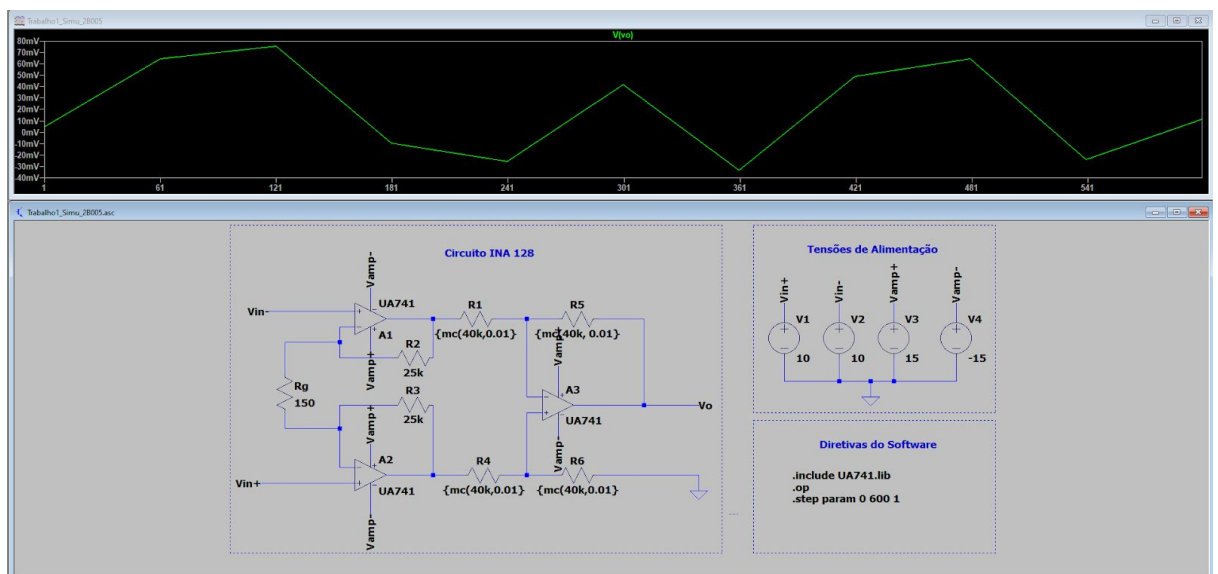 Trabalho1_Simu_2B005
V(vo)
80mV
70mV
60mV
50mV
40mV
30mV
20mV
10mV
0mV
-10mV
-20mV
-30mV
-40mV
1 61 121 181 241 301 361 421 481 541
Trabalho1_Simu_2B005.asc
Circuito INA 128
Vamp-
Vin-
UA741
A1
Vamp+
R1
{mc(40k,0.01)}
R5
{mc(40k, 0.01)}
R2
25k
Rg
150
R3
25k
Vamp+
Vamp+
A3
UA741
Vo
A2
UA741
Vin+
Vamp-
R4
{mc(40k,0.01)}
Vamp-
R6
{mc(40k,0.01)}
Tensões de Alimentação
Vin+
Vin-
Vamp+
Vamp-
V1
10
V2
10
V3
15
V4
-15
Diretivas do Software
.include UA741.lib
.op
.step param 0 600 1